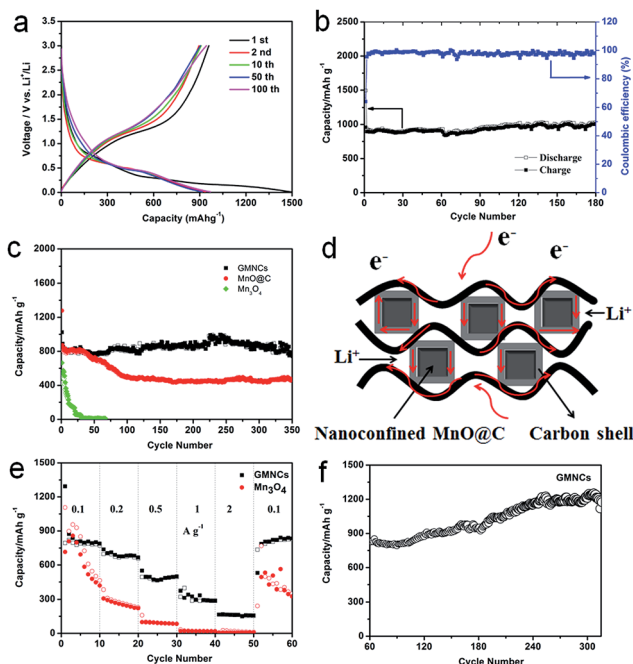 a
Voltage / V vs. Li⁺/Li
3.0
2.5
2.0
1.5
1.0
0.5
0.0
0 300 600 900 1200 1500
Capacity (mAhg⁻¹)
1 st
2 nd
10 th
50 th
100 th
b
Capacity/mAh g⁻¹
2500
2000
1500
1000
500
0
0 30 60 90 120 150 180
Cycle Number
120
100
80
60
40
20
0
Coulombic efficiency (%)
Discharge
Charge
c
Capacity/mAh g⁻¹
2000
1600
1200
800
400
0
0 50 100 150 200 250 300 350
Cycle Number
GMNCs
MnO@C
Mn₃O₄
d
e⁻
e⁻
e⁻
Li⁺
Li⁺
Nanoconfined MnO@C
Carbon shell
e
Capacity/mAh g⁻¹
1500
1200
900
600
300
0
0 10 20 30 40 50 60
Cycle Number
GMNCs
Mn₃O₄
0.1 0.2 0.5 1 2 0.1
A g⁻¹
f
Capacity/mAh g⁻¹
1500
1200
900
600
300
0
60 120 180 240 300
Cycle Number
GMNCs